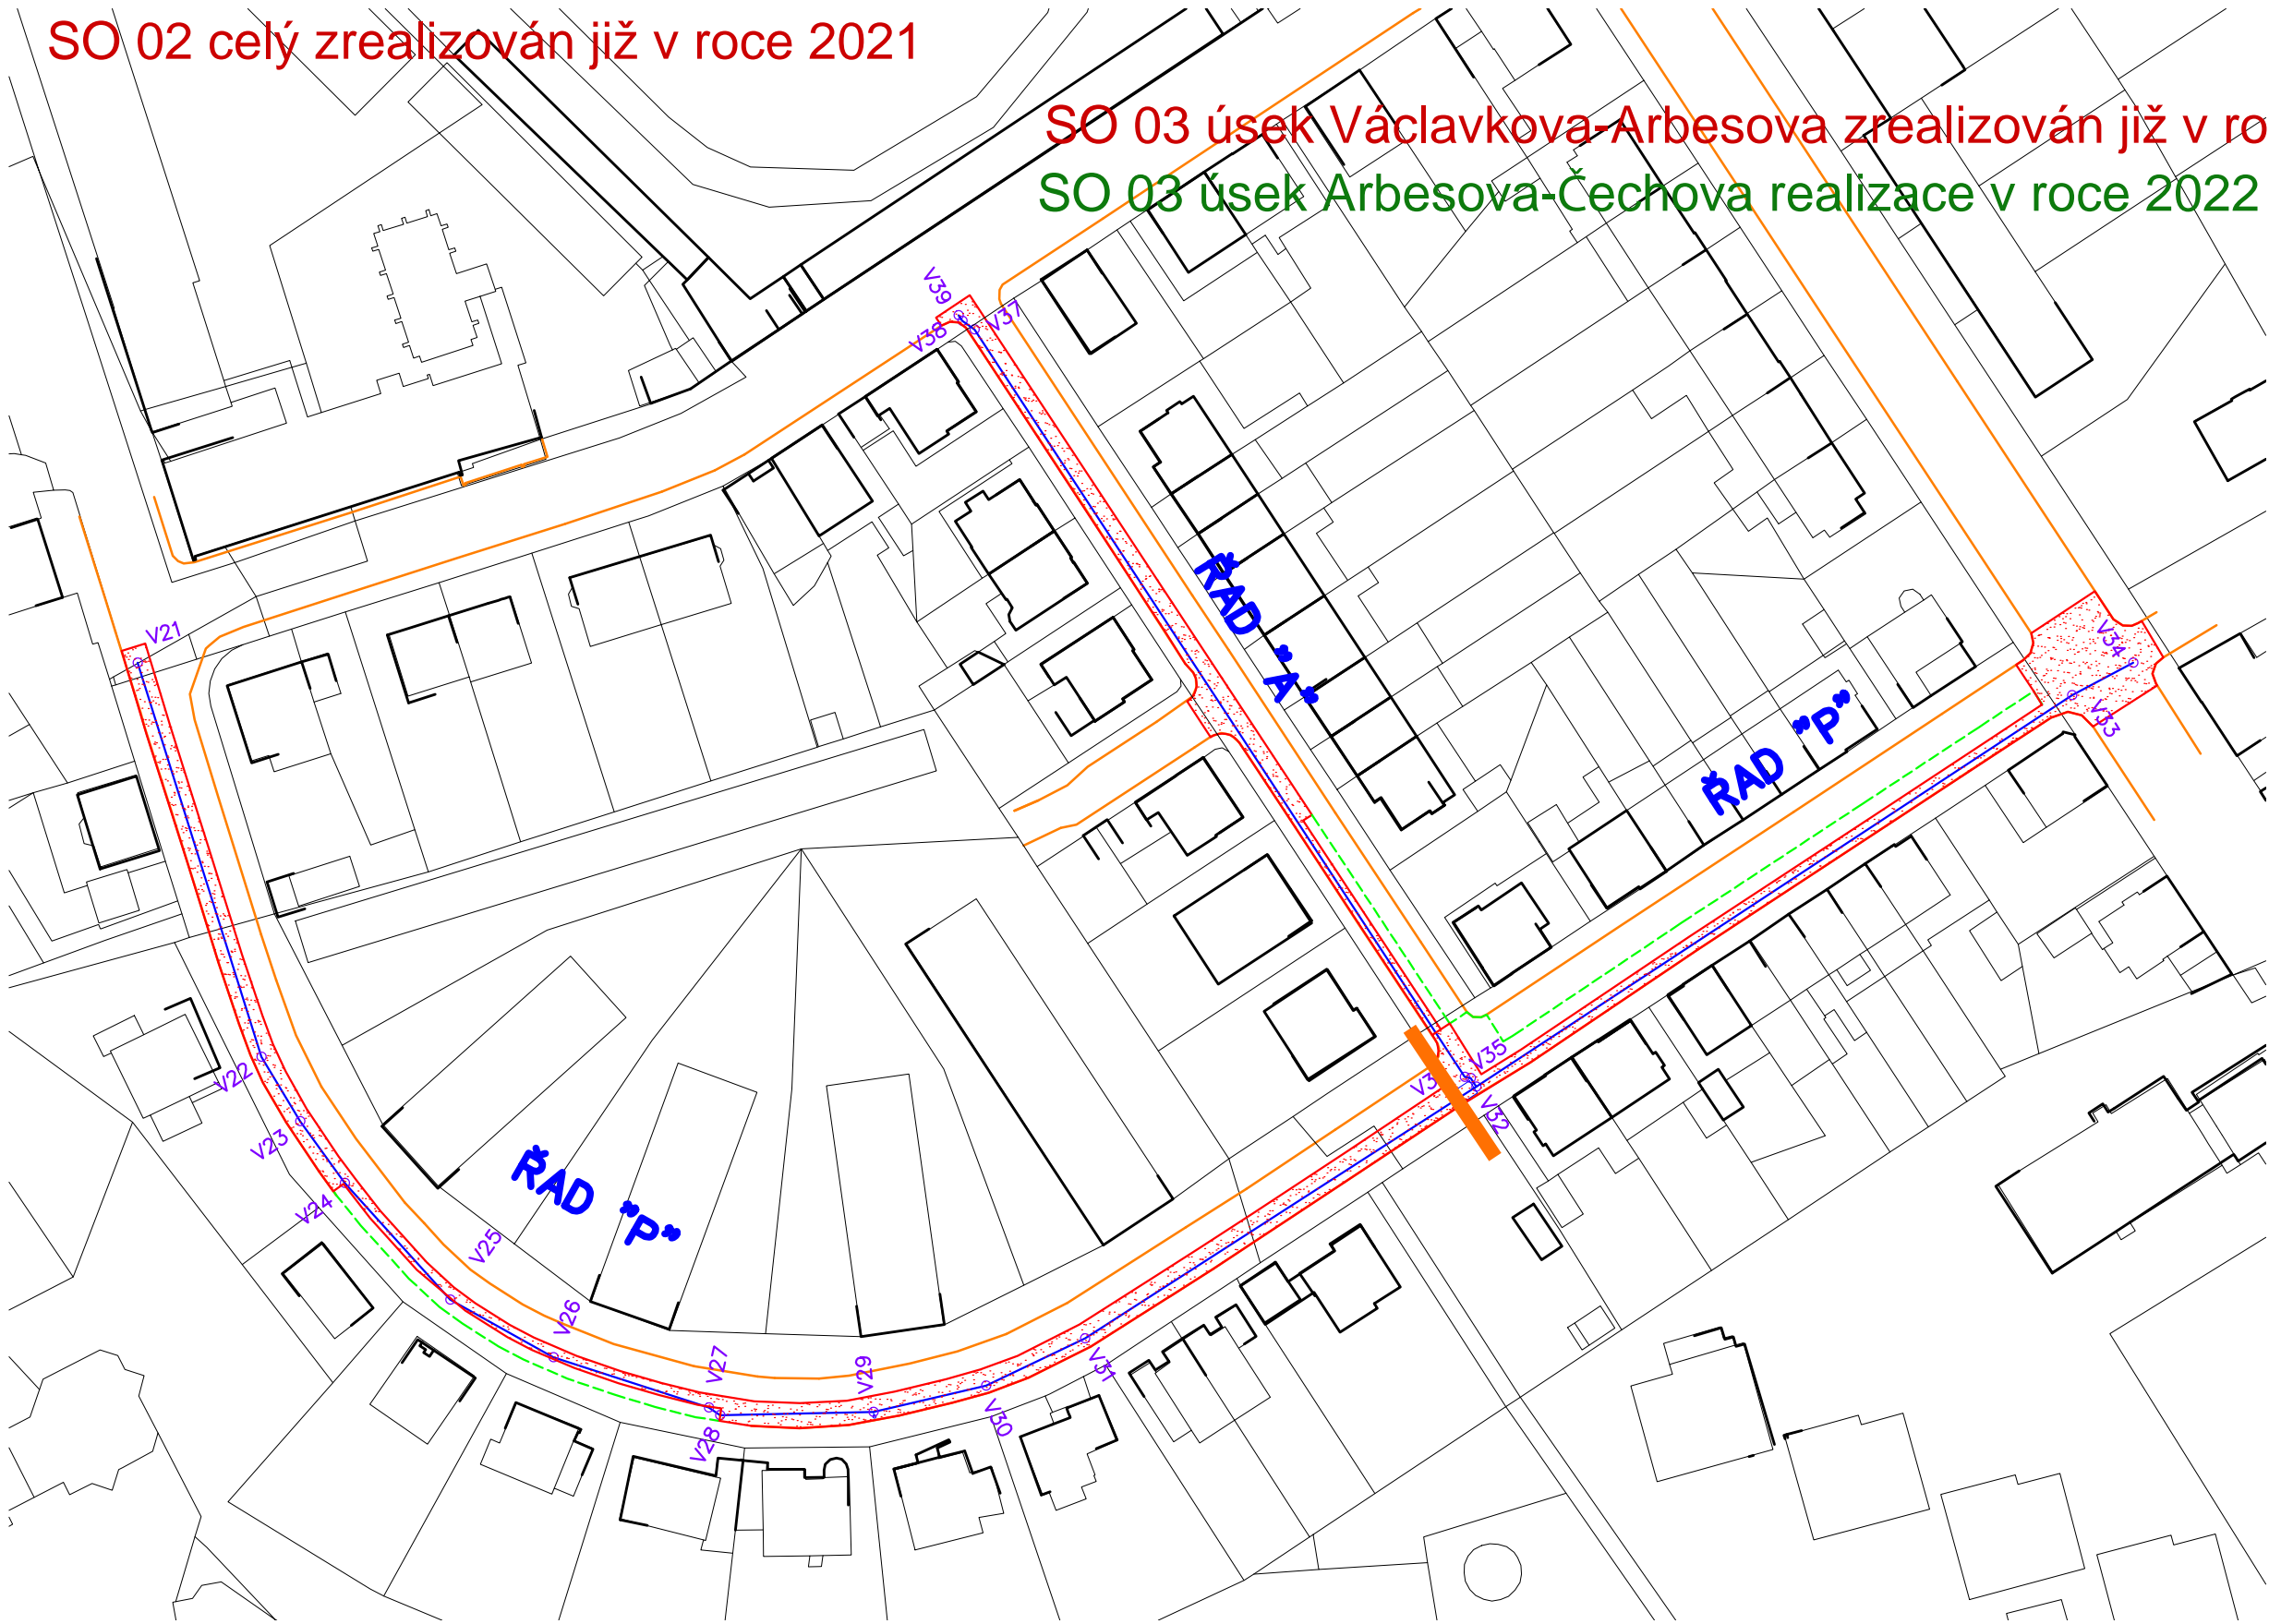 SO 02 celý zrealizován již v roce 2021
SO 03 úsek Václavkova-Arbesova zrealizován již v ro
SO 03 úsek Arbesova-Čechova realizace v roce 2022
V39
V37
V38
ŘAD "A"
V21
V34
V33
ŘAD "P"
V35
V3
V32
V22
V23
V24
V25
ŘAD "P"
V26
V27
V28
V29
V30
V31